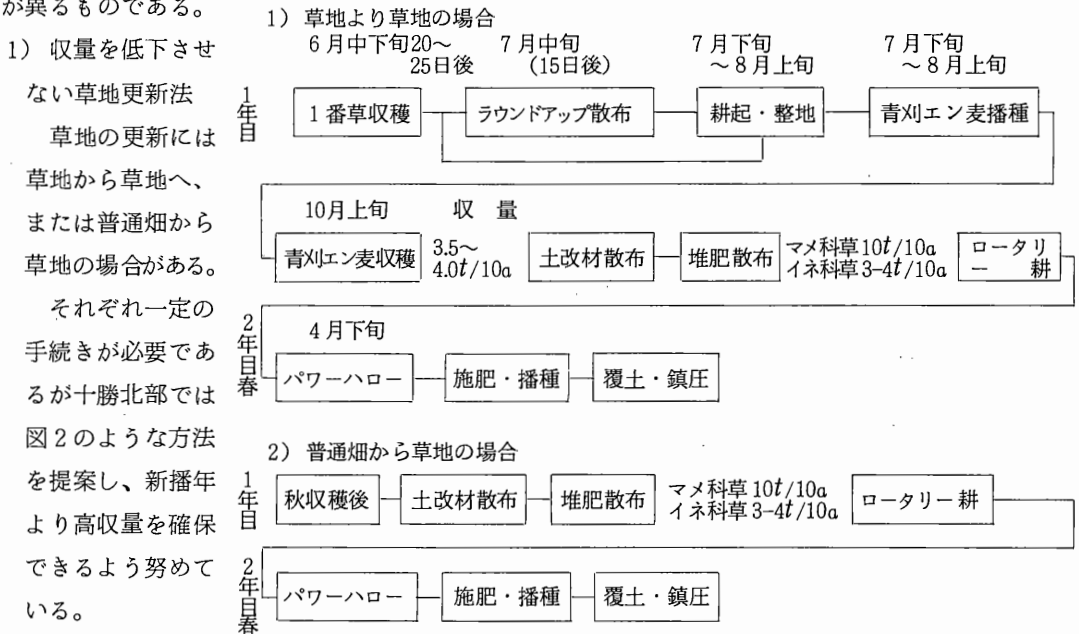 が異るものである。
1) 収量を低下させ
ない草地更新法
草地の更新には
草地から草地へ、
または普通畑から
草地の場合がある。
それぞれ一定の
手続きが必要であ
るが十勝北部では
図2のような方法
を提案し、新播年
より高収量を確保
できるよう努めて
いる。
1) 草地より草地の場合
6月中下旬20～ 7月中旬 7月下旬 7月下旬
25日後 (15日後) ～8月上旬 ～8月上旬
1年目
1番草収穫 ラウンドアップ散布 耕起・整地 青刈エン麦播種
10月上旬 収量
青刈エン麦収穫 3.5～ 土改材散布 堆肥散布 マメ科草10t/10a ロータリ
4.0t/10a イネ科草3-4t/10a ー耕
2年目春
4月下旬
パワーハロー 施肥・播種 覆土・鎮圧
2) 普通畑から草地の場合
1年目
秋収穫後 土改材散布 堆肥散布 マメ科草10t/10a ロータリー耕
イネ科草3-4t/10a
2年目春
パワーハロー 施肥・播種 覆土・鎮圧